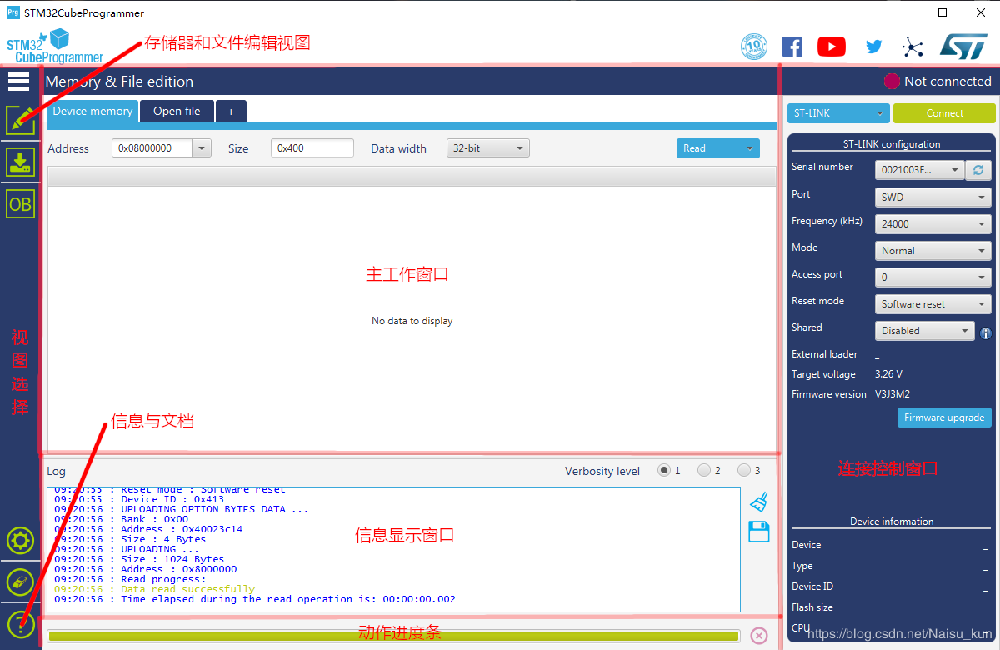 Prg STM32CubeProgrammer
STM32
CubeProgrammer
存储器和文件编辑视图
10
ST
Memory & File edition
Not connected
Device memory
Open file
+
ST-LINK
Connect
Address
0x08000000
Size
0x400
Data width
32-bit
Read
OB
主工作窗口
No data to display
视
图
选
择
信息与文档
ST-LINK configuration
Serial number
0021003E...
Port
SWD
Frequency (kHz)
24000
Mode
Normal
Access port
0
Reset mode
Software reset
Shared
Disabled
External loader
_
Target voltage
3.26 V
Firmware version
V3J3M2
Firmware upgrade
连接控制窗口
Log
Verbosity level
1
2
3
09:20:55 : Reset mode : Software reset
09:20:55 : Device ID : 0x413
09:20:56 : UPLOADING OPTION BYTES DATA ...
09:20:56 : Bank : 0x00
09:20:56 : Address : 0x40023c14
09:20:56 : Size : 4 Bytes
09:20:56 : UPLOADING ...
09:20:56 : Size : 1024 Bytes
09:20:56 : Address : 0x8000000
09:20:56 : Read progress:
09:20:56 : Data read successfully
09:20:56 : Time elapsed during the read operation is: 00:00:00.002
信息显示窗口
动作进度条
?
Device information
Device
_
Type
_
Device ID
_
Flash size
_
CPU
https://blog.csdn.net/Naisu_kun